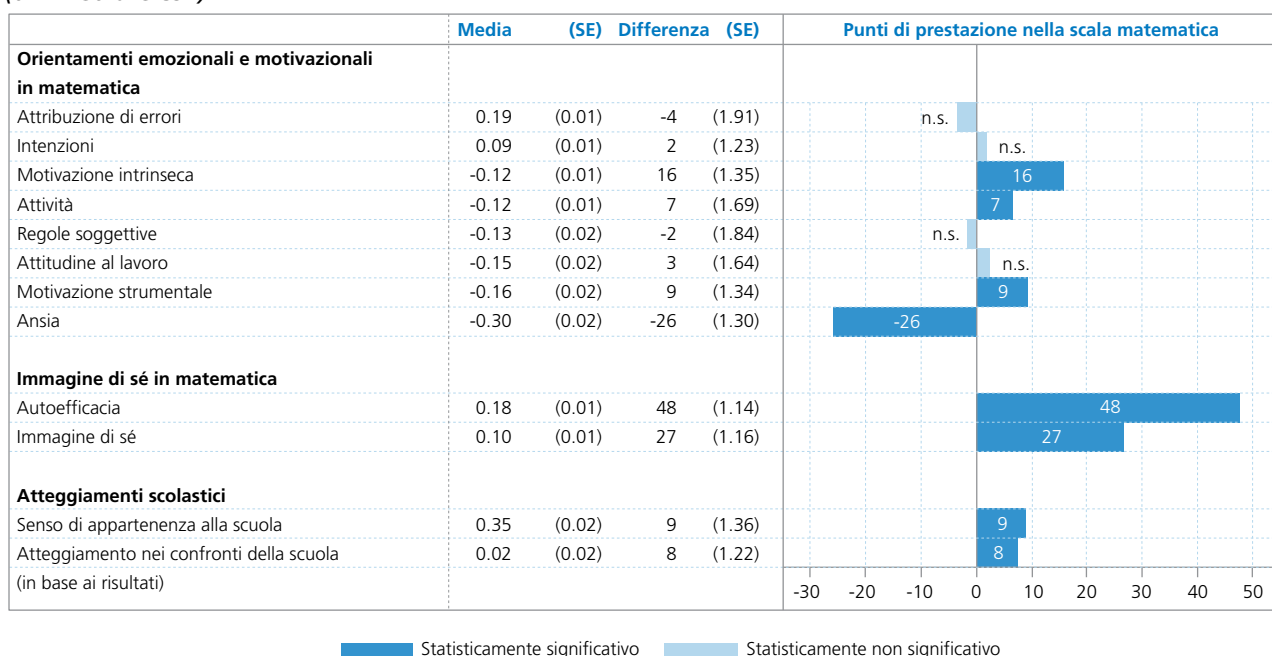 Media (SE) Differenza (SE) Punti di prestazione nella scala matematica
Orientamenti emozionali e motivazionali
in matematica
Attribuzione di errori 0.19 (0.01) -4 (1.91) n.s.
Intenzioni 0.09 (0.01) 2 (1.23) n.s.
Motivazione intrinseca -0.12 (0.01) 16 (1.35) 16
Attività -0.12 (0.01) 7 (1.69) 7
Regole soggettive -0.13 (0.02) -2 (1.84) n.s.
Attitudine al lavoro -0.15 (0.02) 3 (1.64) n.s.
Motivazione strumentale -0.16 (0.02) 9 (1.34) 9
Ansia -0.30 (0.02) -26 (1.30) -26
Immagine di sé in matematica
Autoefficacia 0.18 (0.01) 48 (1.14) 48
Immagine di sé 0.10 (0.01) 27 (1.16) 27
Atteggiamenti scolastici
Senso di appartenenza alla scuola 0.35 (0.02) 9 (1.36) 9
Atteggiamento nei confronti della scuola 0.02 (0.02) 8 (1.22) 8
(in base ai risultati)
-30 -20 -10 0 10 20 30 40 50
Statisticamente significativo Statisticamente non significativo